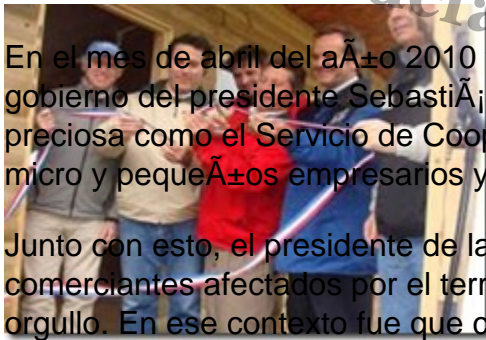 En el mes de abril del aÃ±o 2010
gobierno del presidente SebastiÃ¡
preciosa como el Servicio de Coop
micro y pequeÃ±os empresarios y
Junto con esto, el presidente de la
comerciantes afectados por el terr
orgullo. En ese contexto fue que c